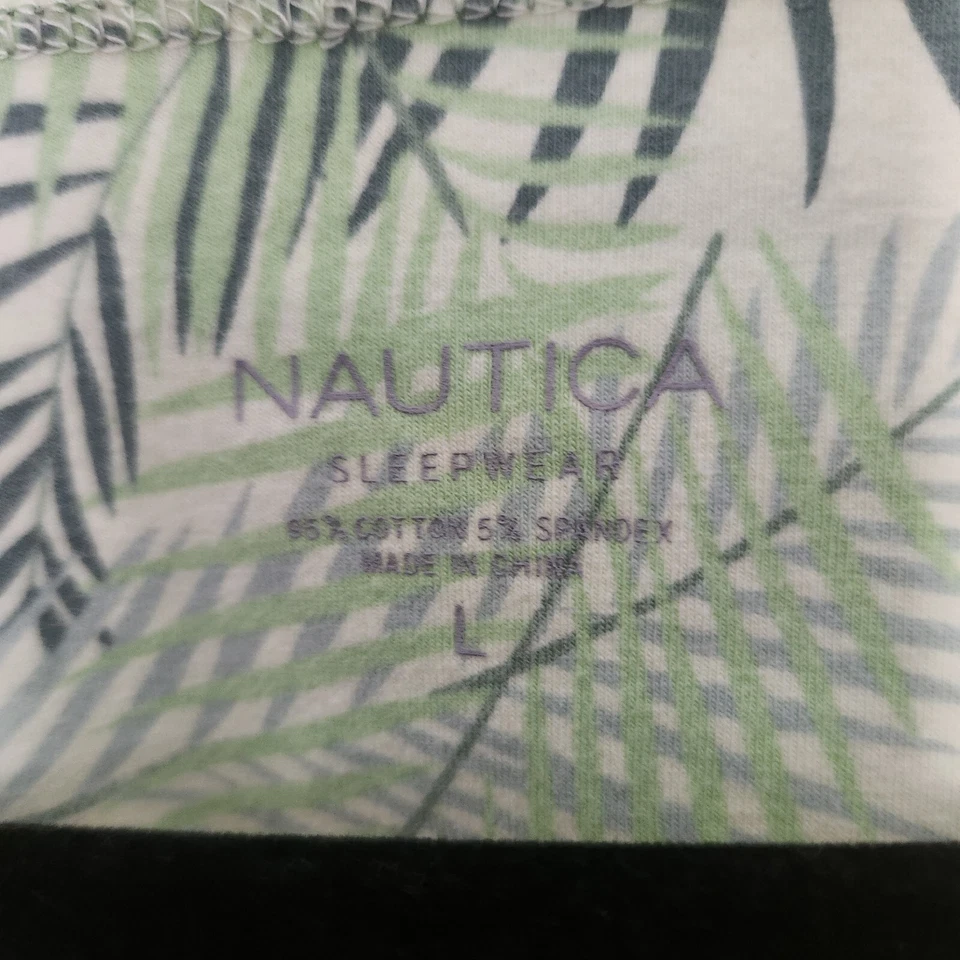 NAUTICA
SLEEPWEAR
95% COTTON 5% SPANDEX
MADE IN CHINA
L